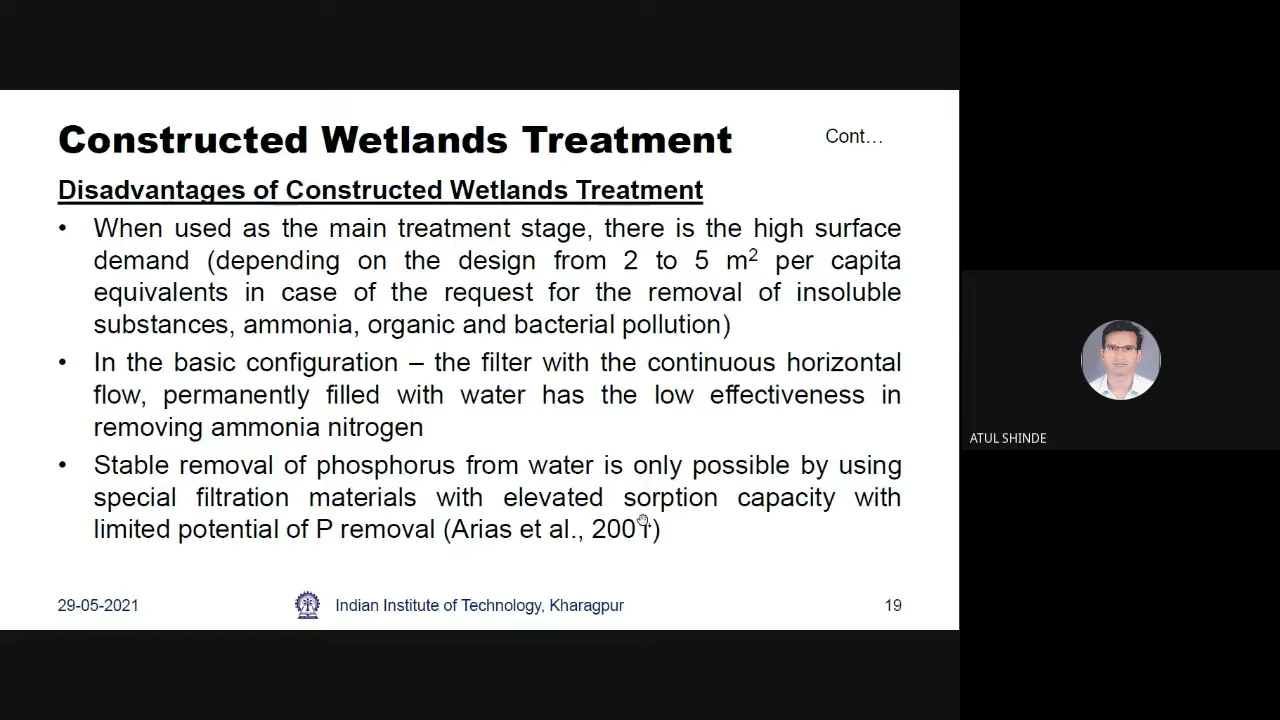 Constructed Wetlands Treatment
Cont...
Disadvantages of Constructed Wetlands Treatment
• When used as the main treatment stage, there is the high surface
demand (depending on the design from 2 to 5 m² per capita
equivalents in case of the request for the removal of insoluble
substances, ammonia, organic and bacterial pollution)
• In the basic configuration – the filter with the continuous horizontal
flow, permanently filled with water has the low effectiveness in
removing ammonia nitrogen
• Stable removal of phosphorus from water is only possible by using
special filtration materials with elevated sorption capacity with
limited potential of P removal (Arias et al., 2001)
ATUL SHINDE
29-05-2021
Indian Institute of Technology, Kharagpur
19